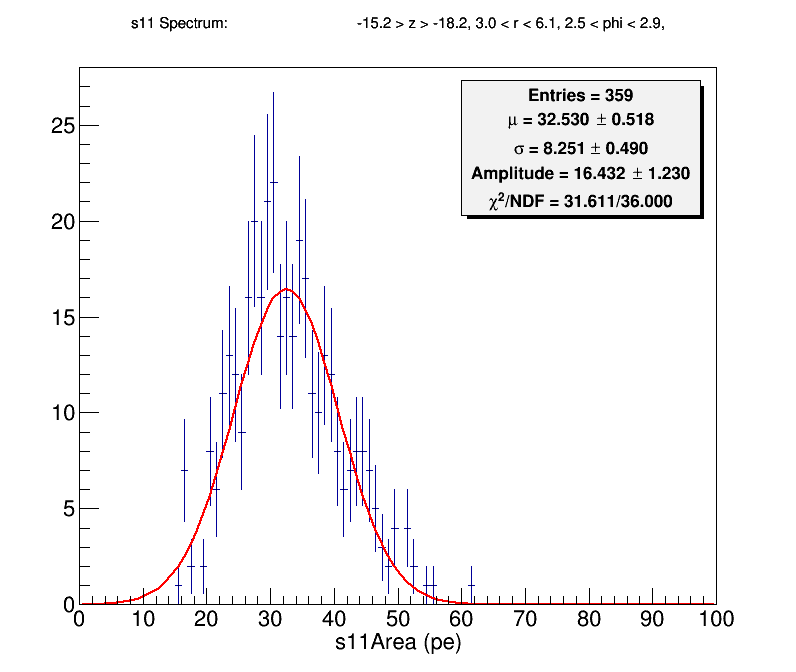 s11 Spectrum: -15.2 > z > -18.2, 3.0 < r < 6.1, 2.5 < phi < 2.9,
Entries = 359
μ = 32.530 ± 0.518
σ = 8.251 ± 0.490
Amplitude = 16.432 ± 1.230
χ²/NDF = 31.611/36.000
25
20
15
10
5
0
0 10 20 30 40 50 60 70 80 90 100
s11Area (pe)